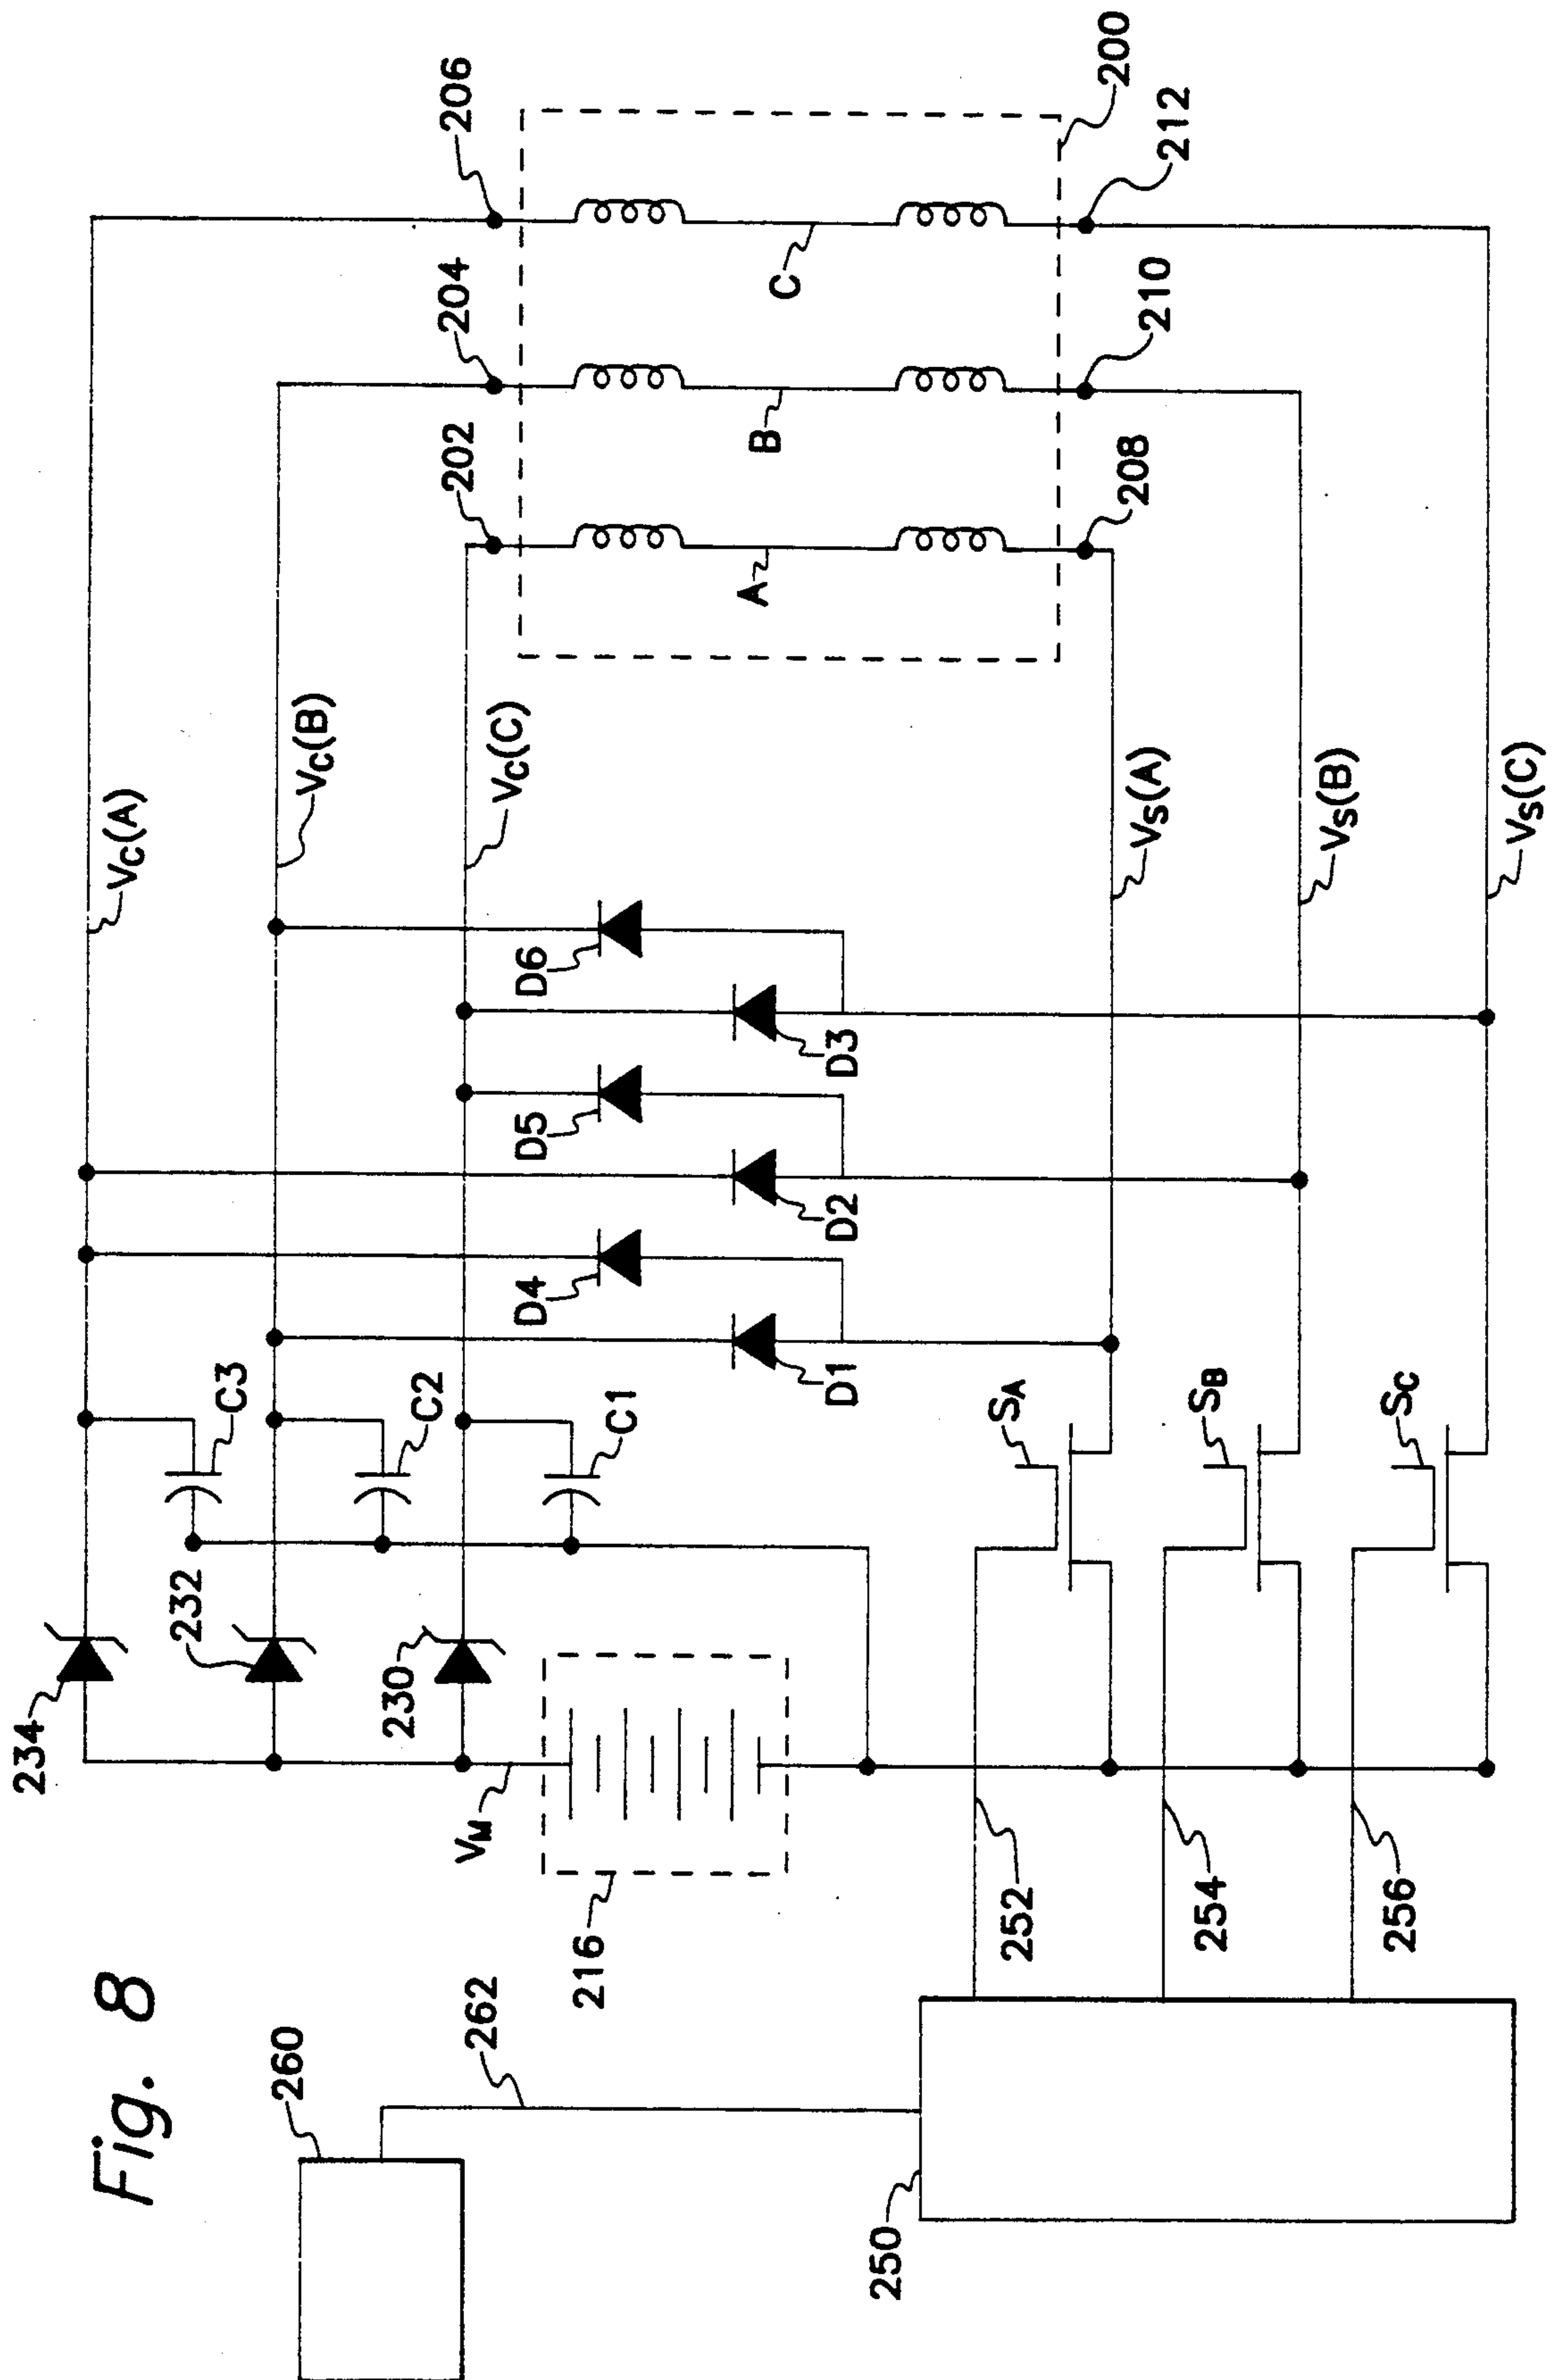 Fig. 8
260
262
250
252
254
256
216
VM
230
232
234
C3
C2
C1
SA
SB
SC
D1
D4
D2
D5
D3
D6
VC(A)
VC(B)
VC(C)
VS(A)
VS(B)
VS(C)
202
204
206
A
B
C
208
210
212
200